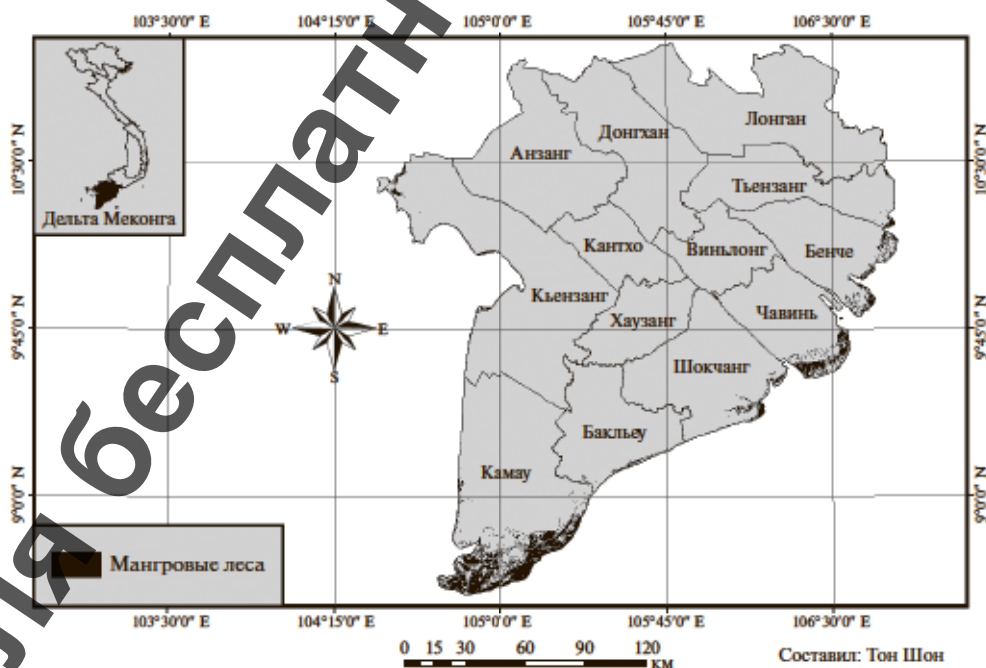 103°30'0" E 104°15'0" E 105°0'0" E 105°45'0" E 106°30'0" E
10°30'0" N
10°30'0" N
9°45'0" N
9°45'0" N
9°0'0" N
9°0'0" N
Дельта Меконга
Лонган
Донгхан
Анзанг
Тьензанг
Кантхо
Виньлонг
Бенче
Кьензанг
Хаузанг
Чавинь
Шокчанг
Бакльеу
Камау
N
W E
S
Мангровые леса
103°30'0" E 104°15'0" E 105°0'0" E 105°45'0" E 106°30'0" E
0 15 30 60 90 120
км
Составил: Тон Шон
ля бесплатн